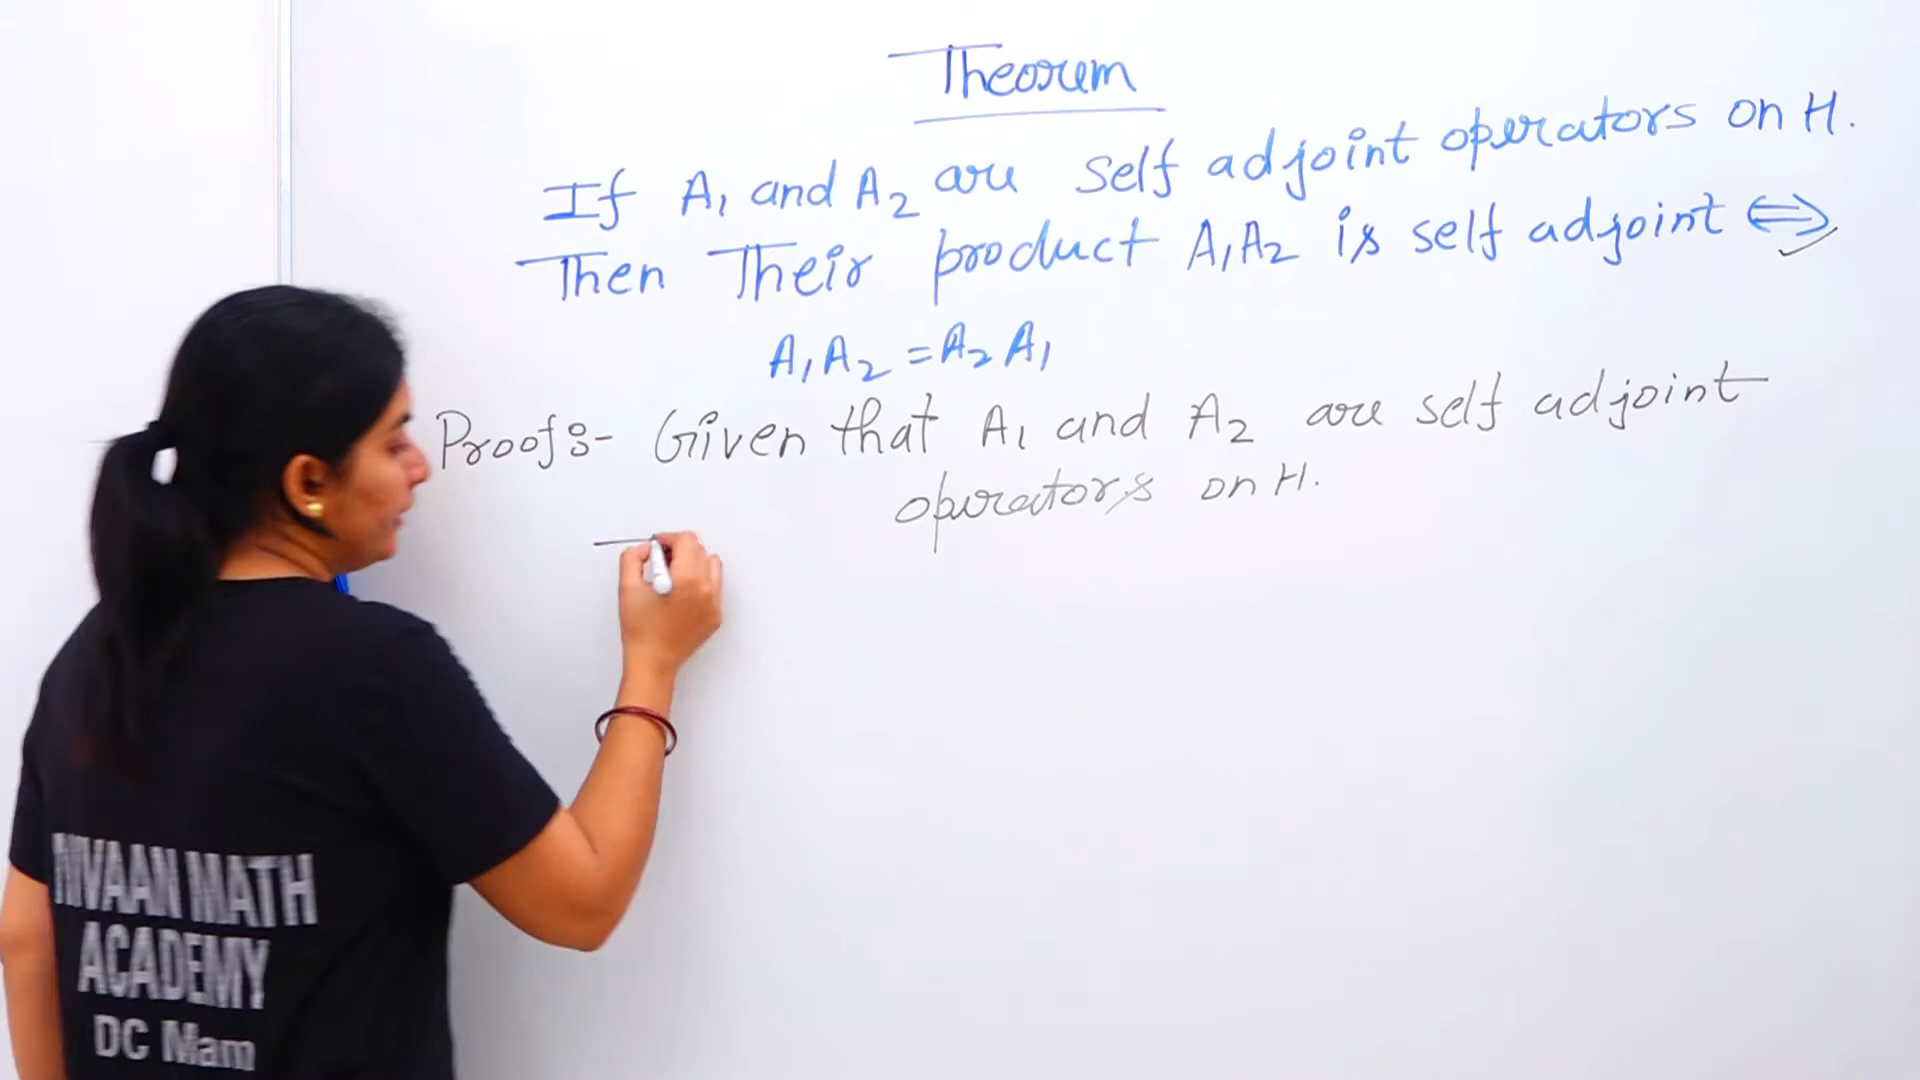 Theorem
If A₁ and A₂ are self adjoint operators on H.
Then Their product A₁A₂ is self adjoint ⇔
A₁A₂ = A₂A₁
Proof:- Given that A₁ and A₂ are self adjoint
operators on H.
NIVAAN MATH
ACADEMY
DC Mam